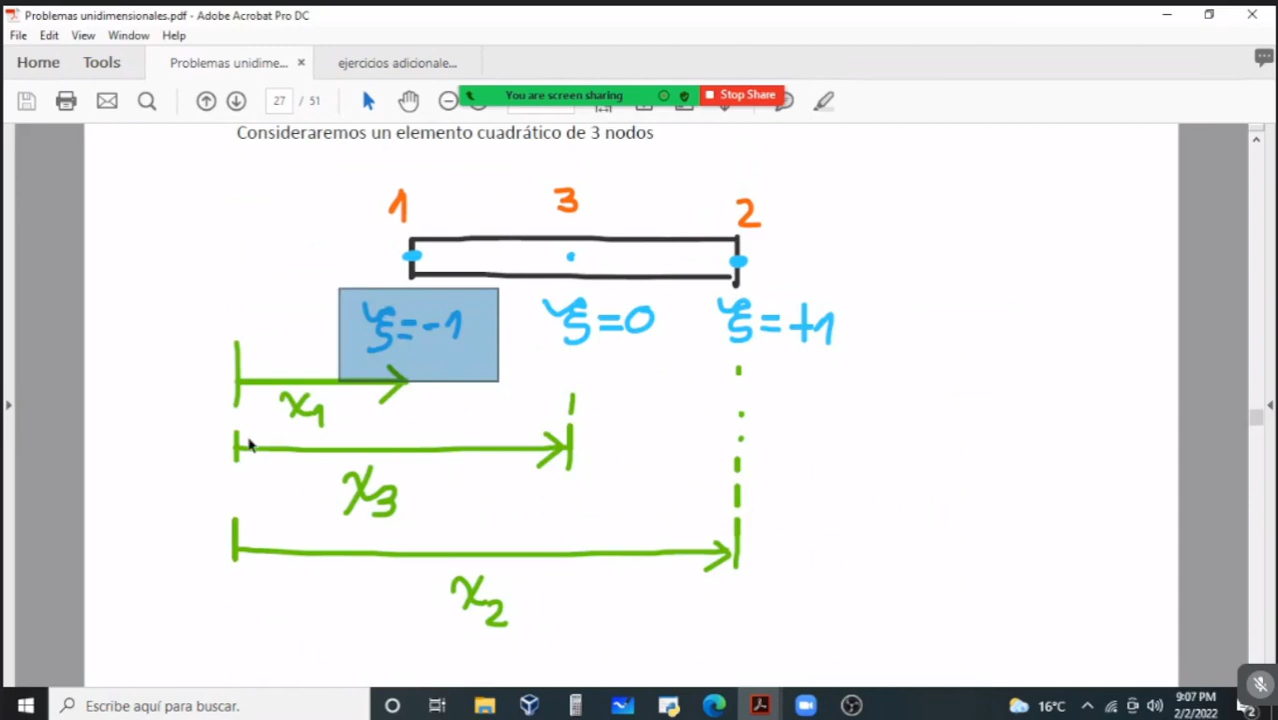 Problemas unidimensionales.pdf - Adobe Acrobat Pro DC
File Edit View Window Help
Home Tools Problemas unidime... × ejercicios adicionale...
27 / 51 You are screen sharing Stop Share
Consideraremos un elemento cuadrático de 3 nodos
1 3 2
ξ=-1 ξ=0 ξ=+1
x1
x3
x2
Escribe aquí para buscar. 16°C 9:07 PM
2/2/2022 2